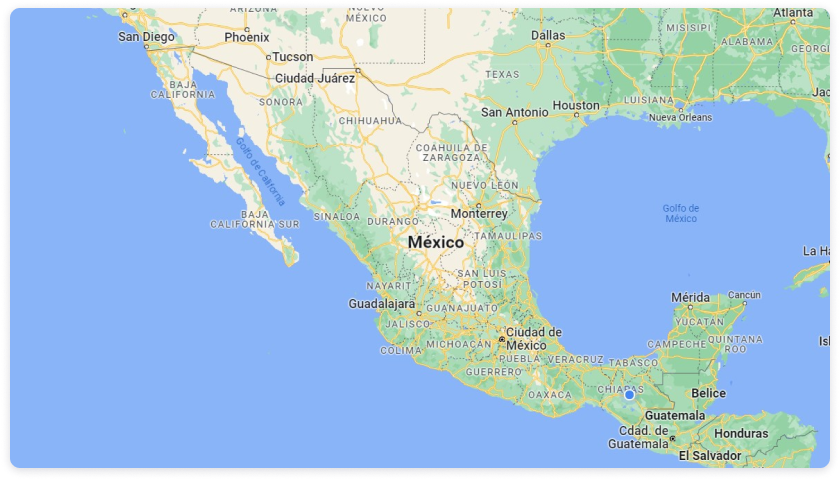 ARIZONA
NUEVO
MÉXICO
Atlanta
San Diego
Phoenix
Dallas
MISISIPI
ALABAMA
GEORGI
Tucson
Ciudad Juárez
TEXAS
BAJA
CALIFORNIA
SONORA
Houston
LUISIANA
Jac
San Antonio
Nueva Orleans
CHIHUAHUA
Golfo de California
COAHUILA DE
ZARAGOZA
NUEVO LEÓN
Monterrey
Golfo de
México
BAJA
CALIFORNIA SUR
SINALOA
DURANGO
México
TAMAULIPAS
La Ha
SAN LUIS
POTOSÍ
NAYARIT
Guadalajara
GUANAJUATO
Mérida
Cancún
JALISCO
YUCATÁN
Ciudad de
México
COLIMA
MICHOACÁN
CAMPECHE
QUINTANA
ROO
Isl
PUEBLA
VERACRUZ
TABASCO
GUERRERO
OAXACA
CHIAPAS
Belice
Guatemala
Cdad. de
Guatemala
Honduras
El Salvador